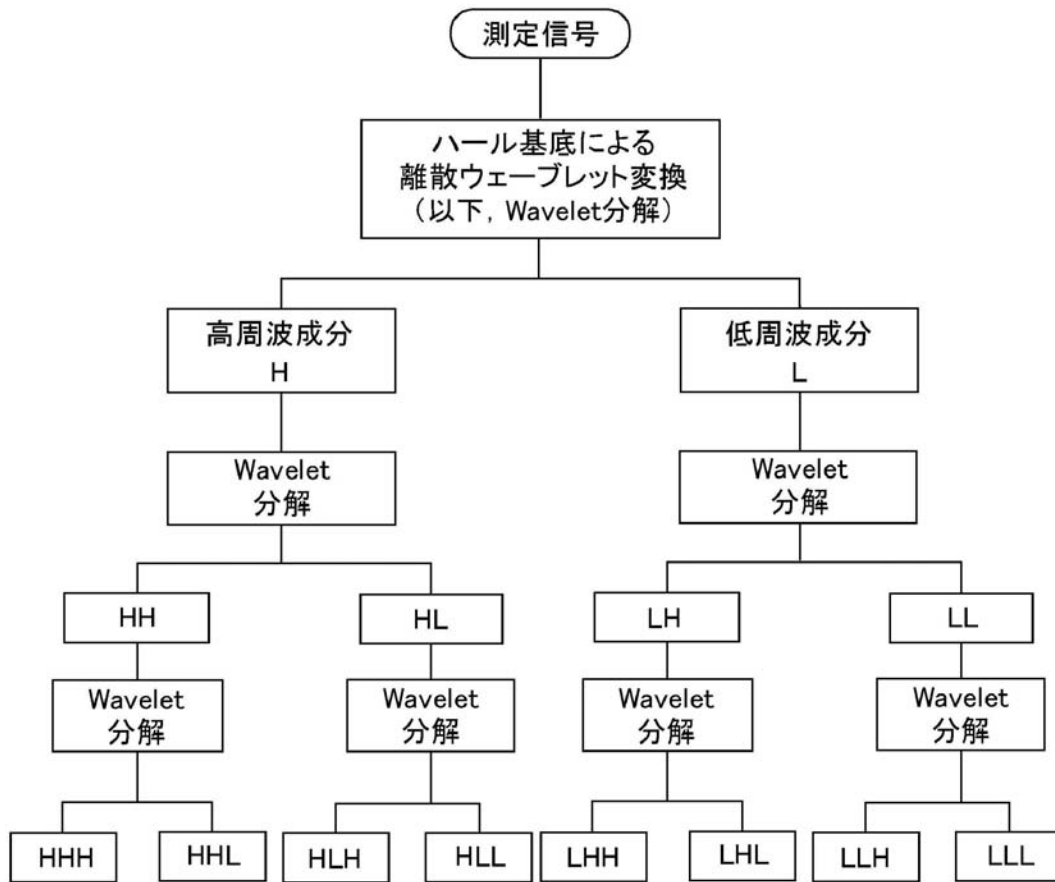 測定信号
ハール基底による
離散ウェーブレット変換
(以下, Wavelet分解)
高周波成分
H
低周波成分
L
Wavelet
分解
Wavelet
分解
HH
HL
LH
LL
Wavelet
分解
Wavelet
分解
Wavelet
分解
Wavelet
分解
HHH
HHL
HLH
HLL
LHH
LHL
LLH
LLL